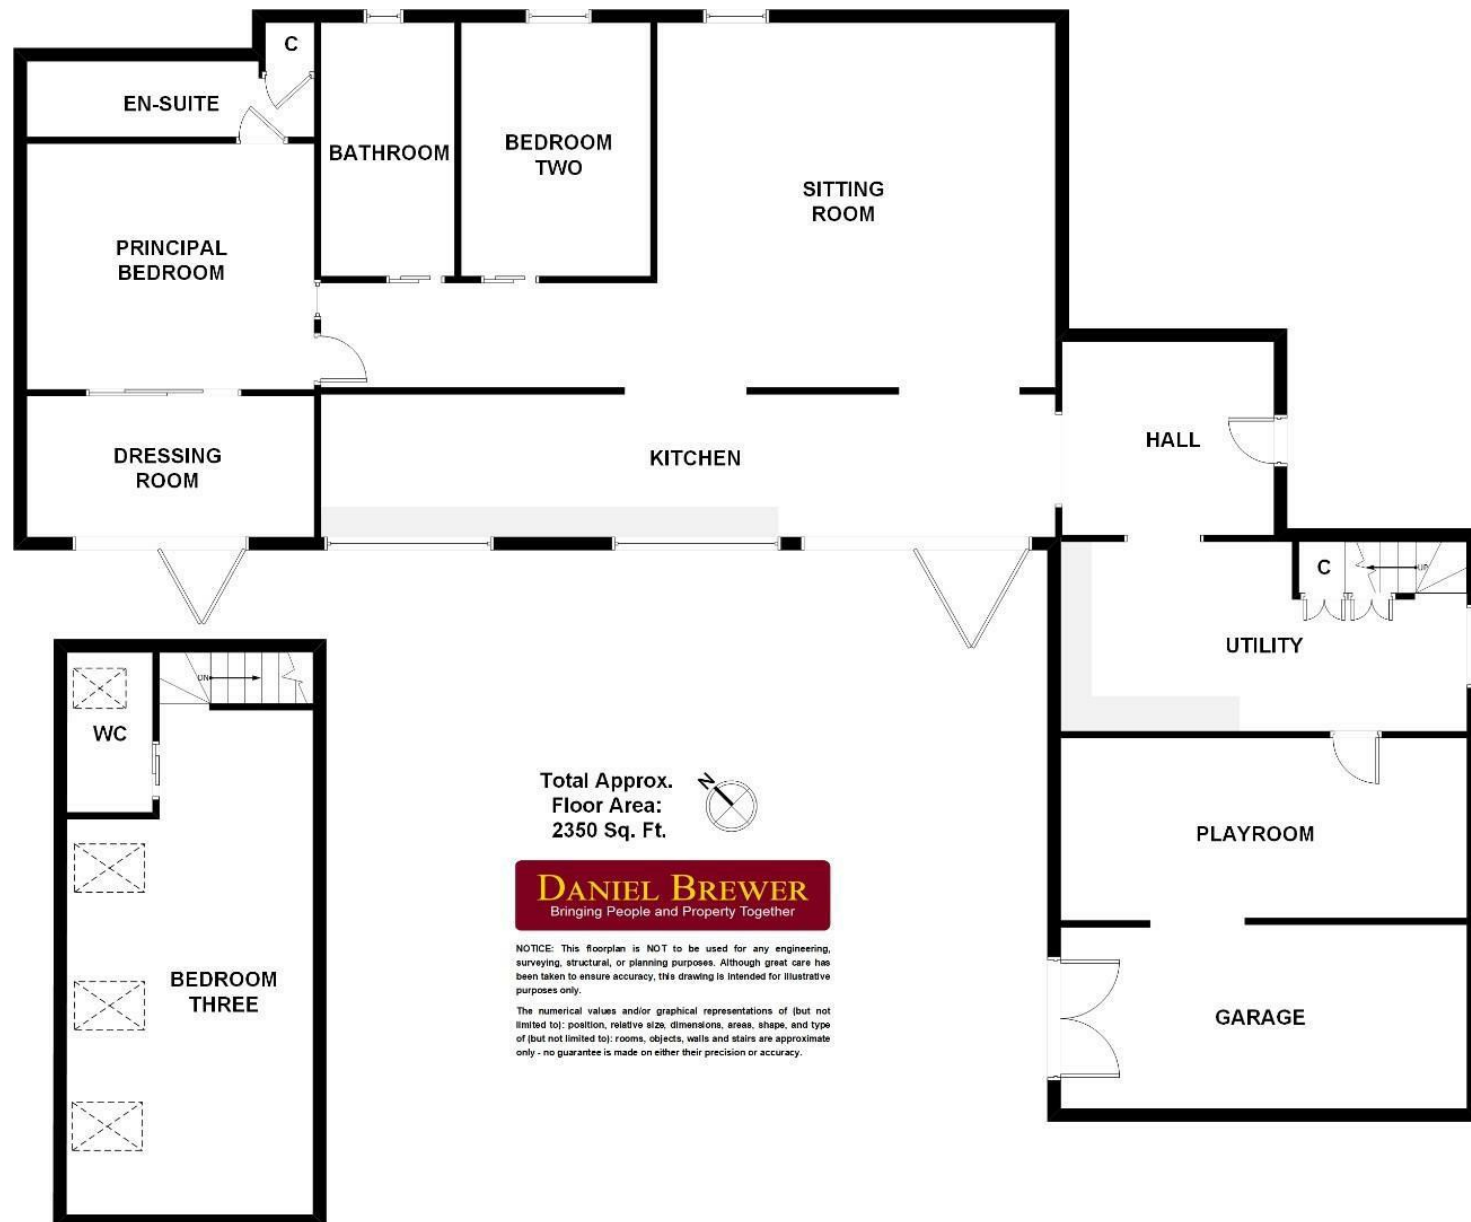 C
EN-SUITE
BATHROOM
BEDROOM
TWO
SITTING
ROOM
PRINCIPAL
BEDROOM
DRESSING
ROOM
KITCHEN
HALL
C
UP
UTILITY
DN
WC
PLAYROOM
BEDROOM
THREE
GARAGE
Total Approx.
Floor Area:
2350 Sq. Ft.
N
DANIEL BREWER
Bringing People and Property Together
NOTICE: This floorplan is NOT to be used for any engineering,
surveying, structural, or planning purposes. Although great care has
been taken to ensure accuracy, this drawing is intended for illustrative
purposes only.
The numerical values and/or graphical representations of (but not
limited to): position, relative size, dimensions, areas, shape, and type
of (but not limited to): rooms, objects, walls and stairs are approximate
only - no guarantee is made on either their precision or accuracy.